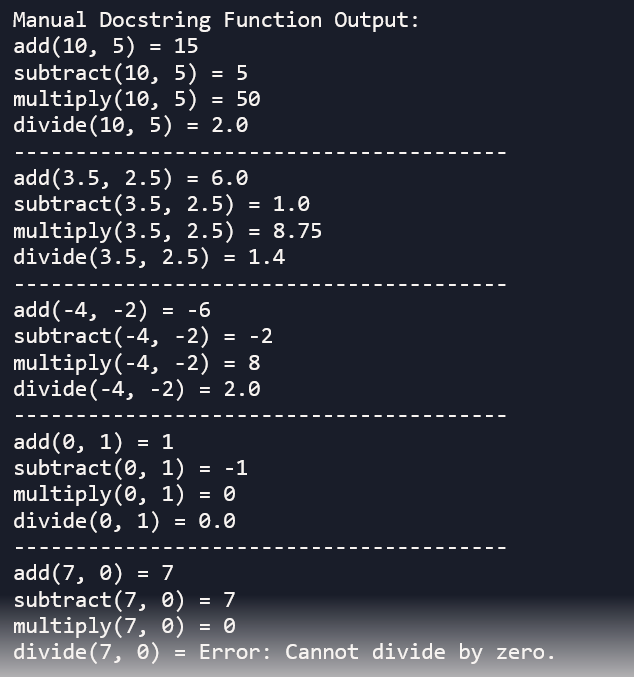 Manual Docstring Function Output:
add(10, 5) = 15
subtract(10, 5) = 5
multiply(10, 5) = 50
divide(10, 5) = 2.0
----------------------------------------
add(3.5, 2.5) = 6.0
subtract(3.5, 2.5) = 1.0
multiply(3.5, 2.5) = 8.75
divide(3.5, 2.5) = 1.4
----------------------------------------
add(-4, -2) = -6
subtract(-4, -2) = -2
multiply(-4, -2) = 8
divide(-4, -2) = 2.0
----------------------------------------
add(0, 1) = 1
subtract(0, 1) = -1
multiply(0, 1) = 0
divide(0, 1) = 0.0
----------------------------------------
add(7, 0) = 7
subtract(7, 0) = 7
multiply(7, 0) = 0
divide(7, 0) = Error: Cannot divide by zero.